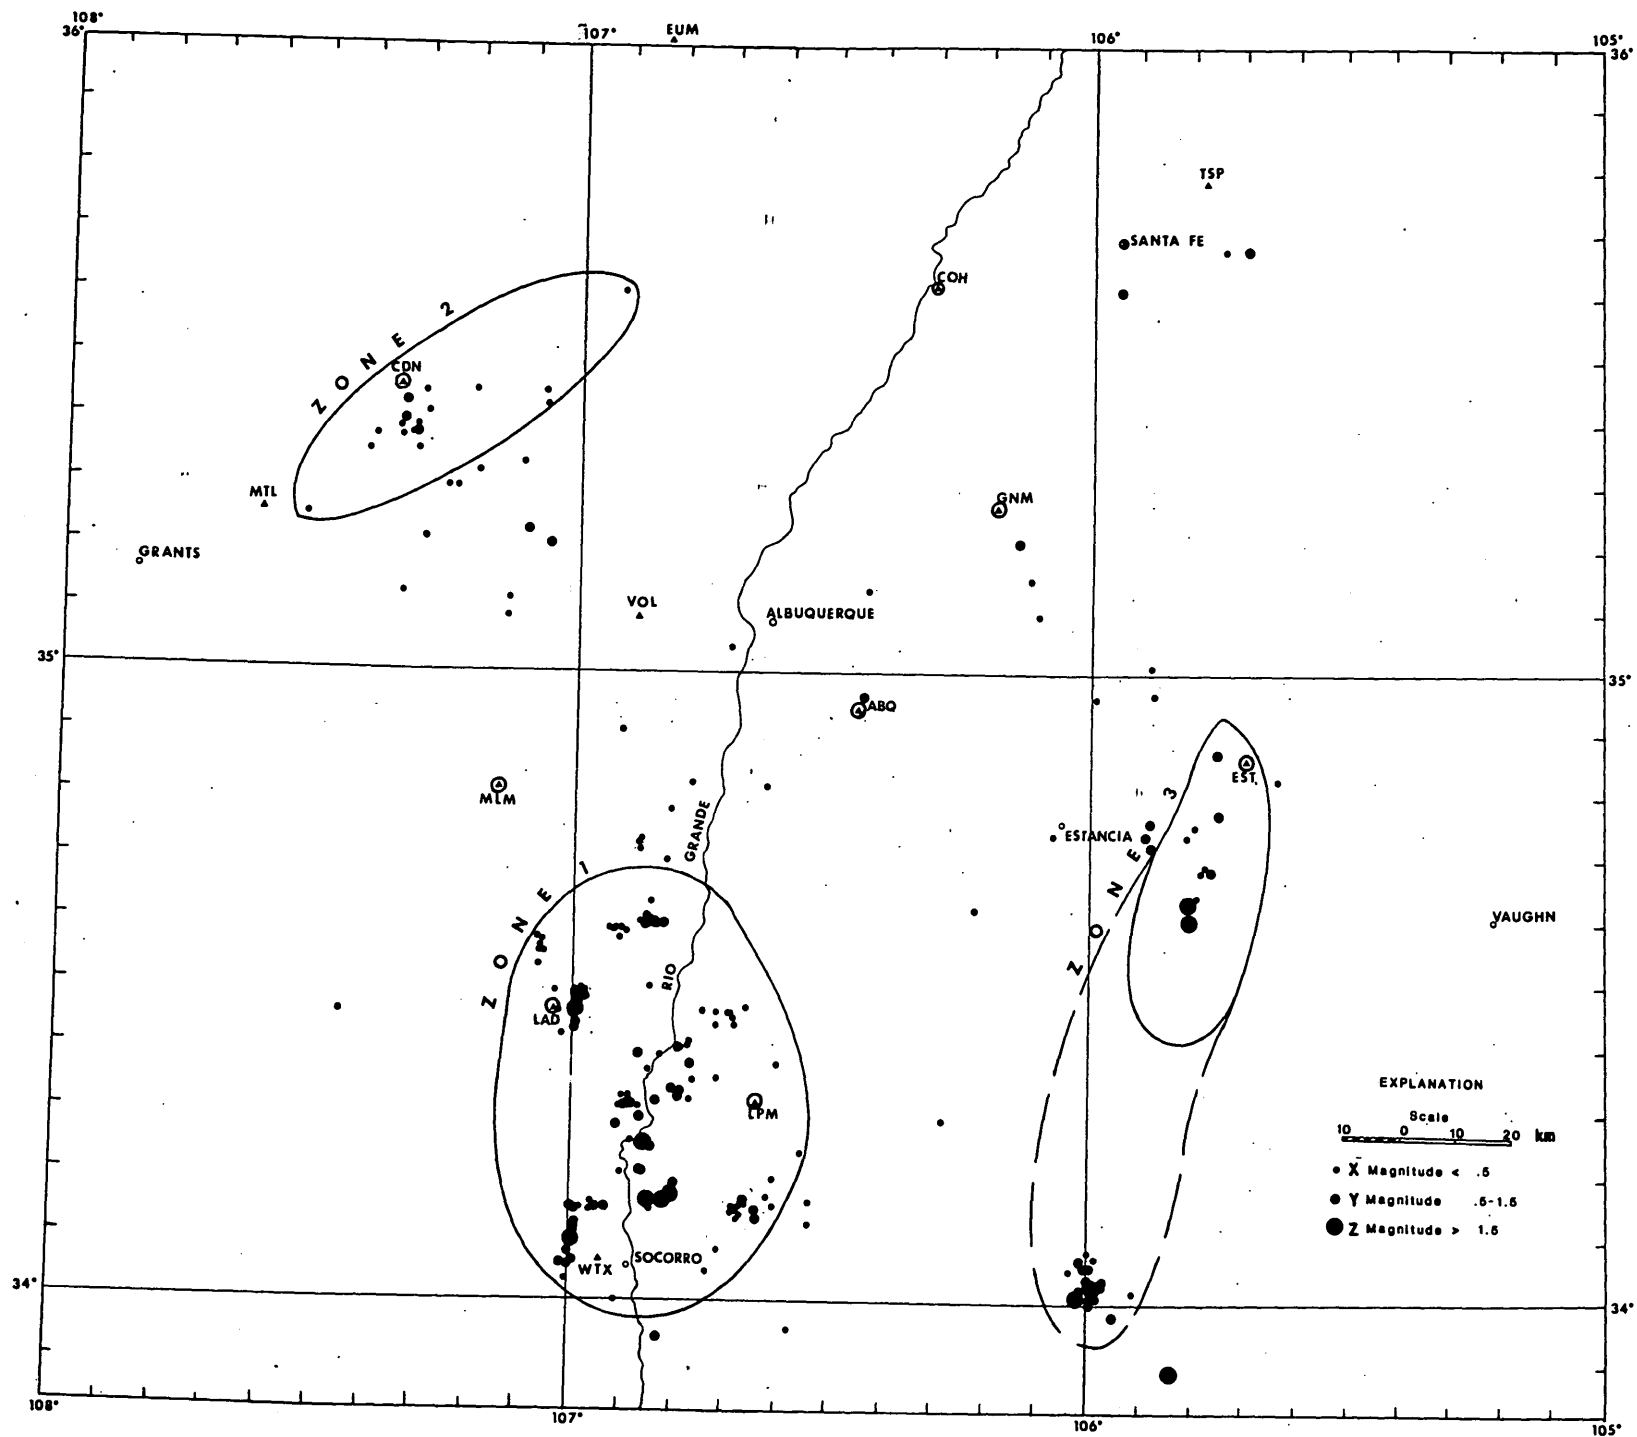 108°
107°
EUM
106°
105°
36°
36°
TSP
SANTA FE
COH
ZONE 2
CDN
MTL
GNM
GRANTS
VOL
ALBUQUERQUE
35°
35°
ABQ
MLM
EST.
ZONE 3
ESTANCIA
GRANDE
ZONE 1
VAUGHN
RIO
LAD
LPM
EXPLANATION
Scale
10 0 10 20 km
X Magnitude < .5
Y Magnitude .5-1.5
Z Magnitude > 1.5
SOCORRO
WTX
34°
34°
108°
107°
106°
105°